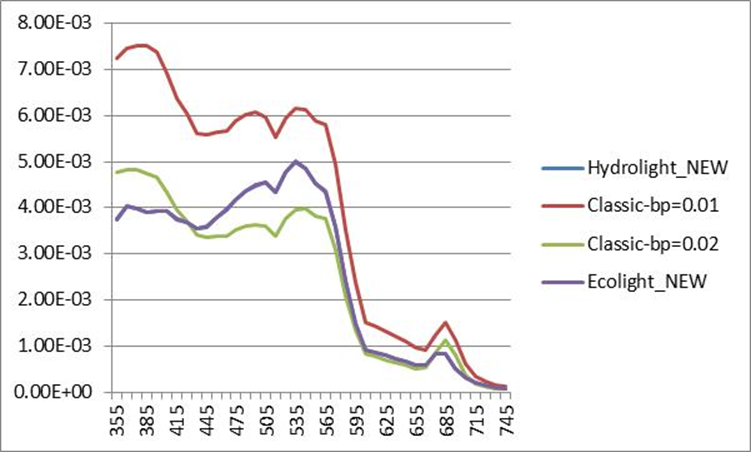 8.00E-03
7.00E-03
6.00E-03
5.00E-03
4.00E-03
3.00E-03
2.00E-03
1.00E-03
0.00E+00
355 385 415 445 475 505 535 565 595 625 655 685 715 745
Hydrolight_NEW
Classic-bp=0.01
Classic-bp=0.02
Ecolight_NEW